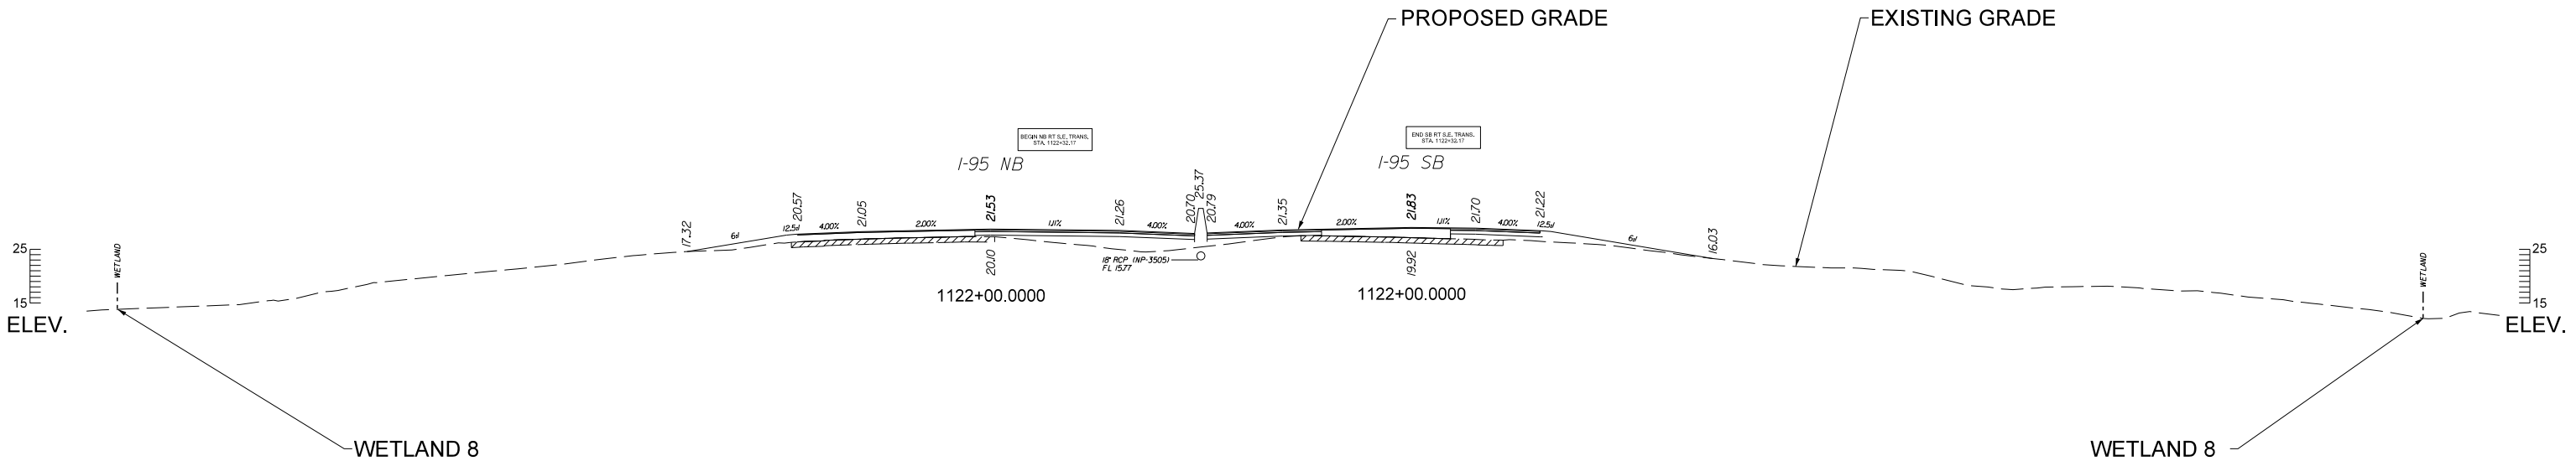 PROPOSED GRADE
EXISTING GRADE
BEGIN NB RT S.E. TRANS.
STA. 1122+32.17
END SB RT S.E. TRANS.
STA. 1122+32.17
I-95 NB
I-95 SB
17.32
20.57
21.05
21.53
21.26
20.70
25.37
20.79
21.35
21.83
21.70
21.22
16.03
6:1
12.5:1
4.00%
2.00%
1.11%
4.00%
4.00%
2.00%
1.11%
4.00%
12.5:1
6:1
25
15
ELEV.
WETLAND
18" RCP (NP-3505)
FL 15.77
20.10
19.92
1122+00.0000
1122+00.0000
WETLAND
25
15
ELEV.
WETLAND 8
WETLAND 8